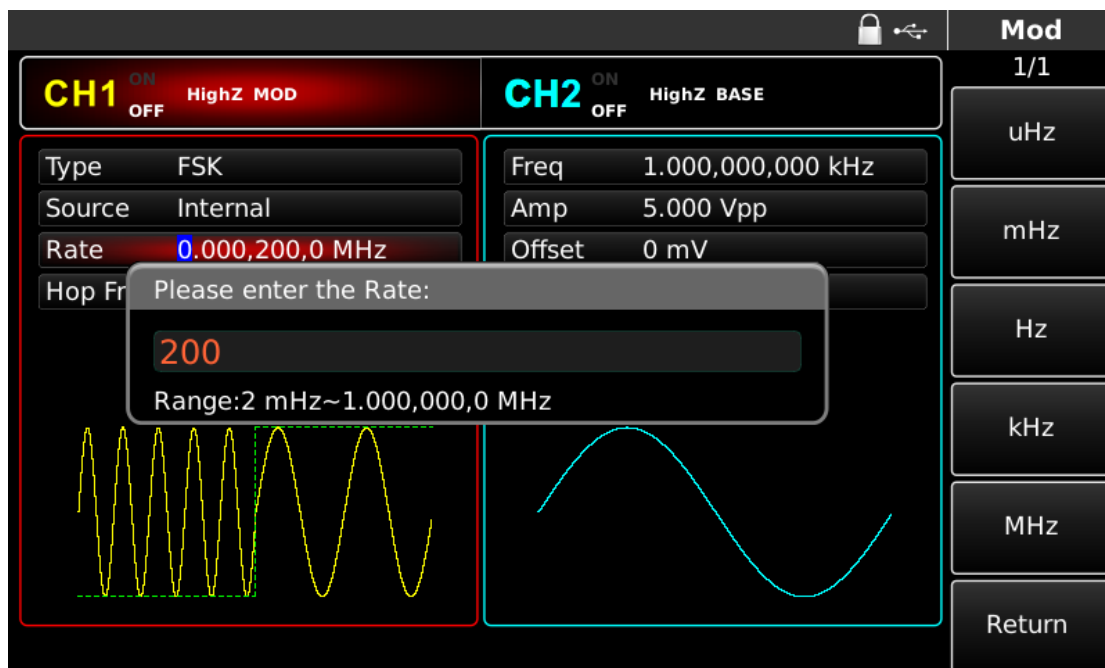 Mod
1/1
CH1 ON OFF HighZ MOD
CH2 ON OFF HighZ BASE
Type FSK
Source Internal
Rate 0.000,200,0 MHz
Hop Fr
Freq 1.000,000,000 kHz
Amp 5.000 Vpp
Offset 0 mV
Please enter the Rate:
200
Range:2 mHz~1.000,000,0 MHz
uHz
mHz
Hz
kHz
MHz
Return